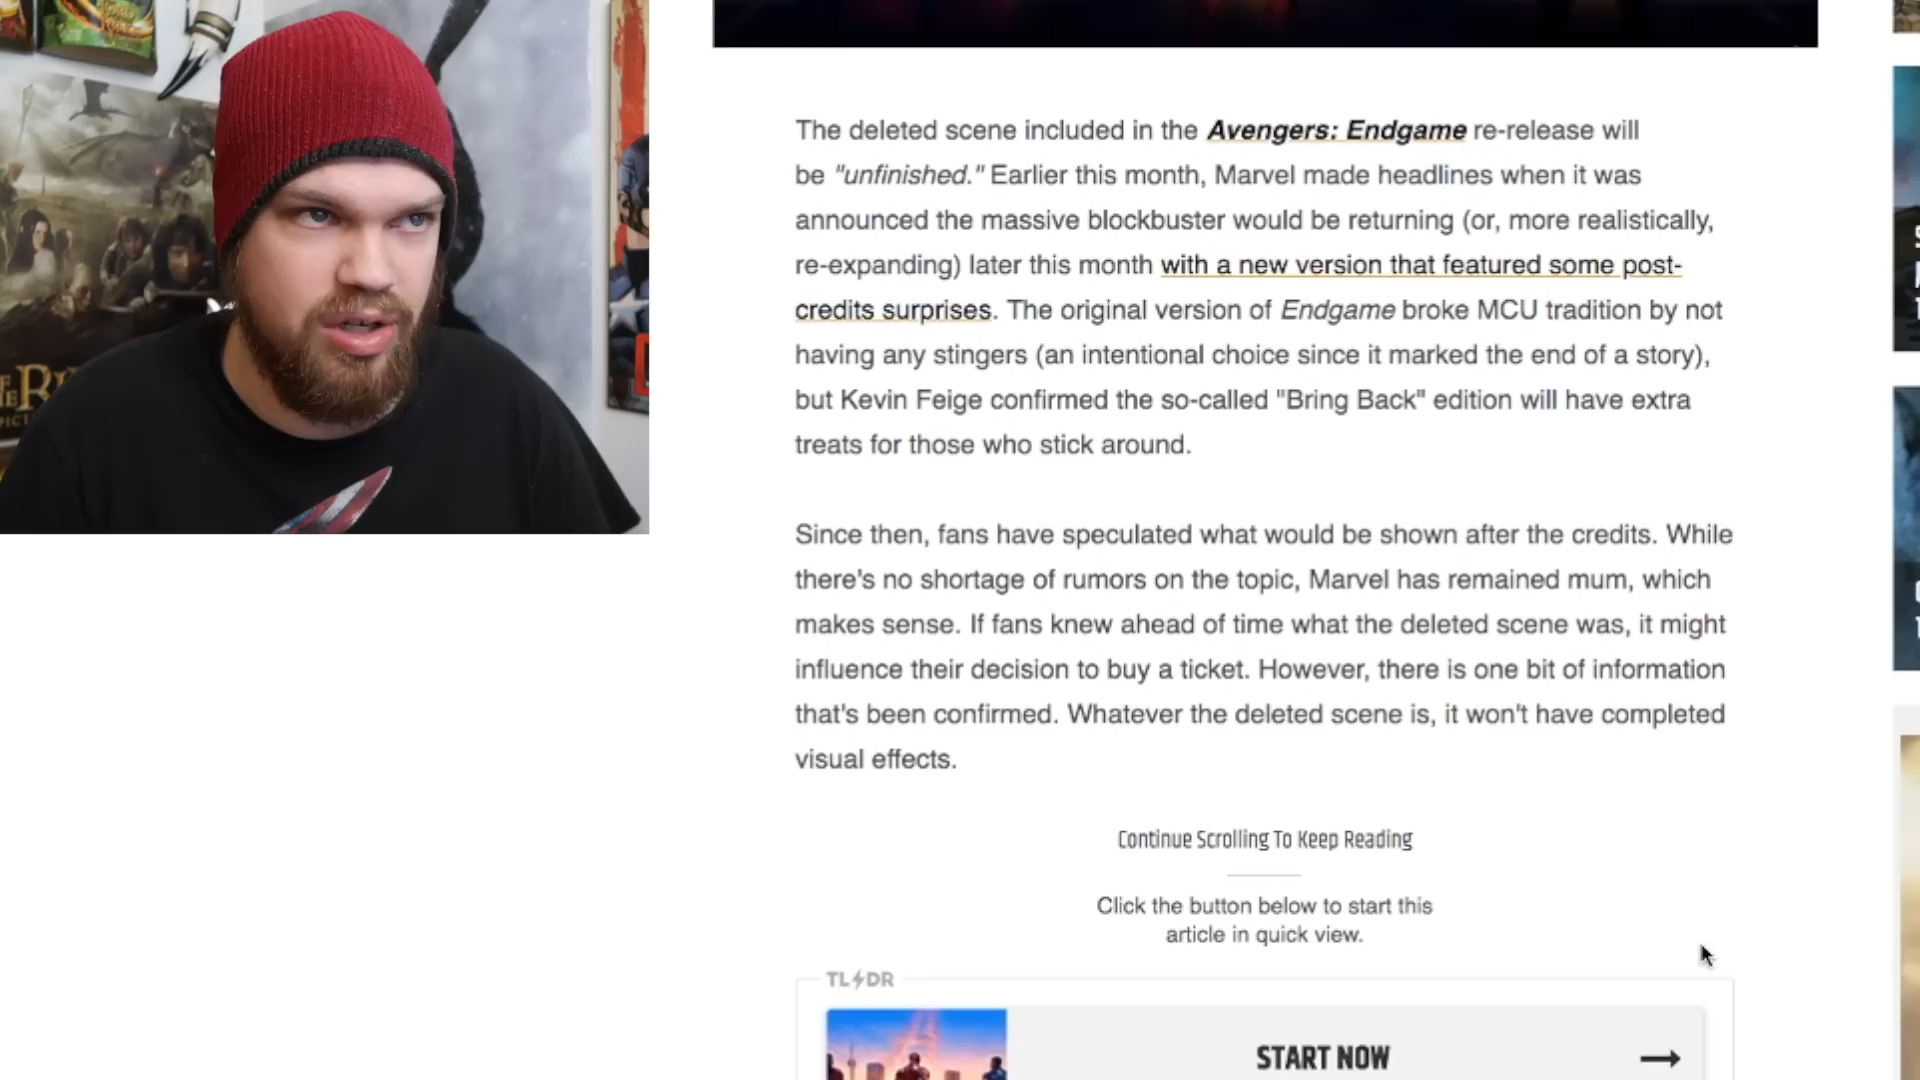 The deleted scene included in the Avengers: Endgame re-release will
be "unfinished." Earlier this month, Marvel made headlines when it was
announced the massive blockbuster would be returning (or, more realistically,
re-expanding) later this month with a new version that featured some post-
credits surprises. The original version of Endgame broke MCU tradition by not
having any stingers (an intentional choice since it marked the end of a story),
but Kevin Feige confirmed the so-called "Bring Back" edition will have extra
treats for those who stick around.
Since then, fans have speculated what would be shown after the credits. While
there's no shortage of rumors on the topic, Marvel has remained mum, which
makes sense. If fans knew ahead of time what the deleted scene was, it might
influence their decision to buy a ticket. However, there is one bit of information
that's been confirmed. Whatever the deleted scene is, it won't have completed
visual effects.
Continue Scrolling To Keep Reading
Click the button below to start this
article in quick view.
TL DR
START NOW